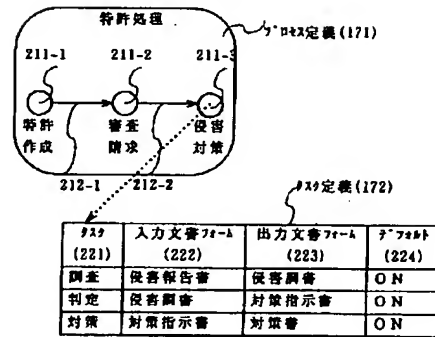 特許処理
プロセス定義(171)
211-1 211-2 211-3
特許作成 審査請求 侵害対策
212-1 212-2
タスク定義(172)
タスク(221) 入力文書フォーム(222) 出力文書フォーム(223) デフォルト(224)
調査 侵害報告書 侵害調書 ON
判定 侵害調書 対策指示書 ON
対策 対策指示書 対策書 ON